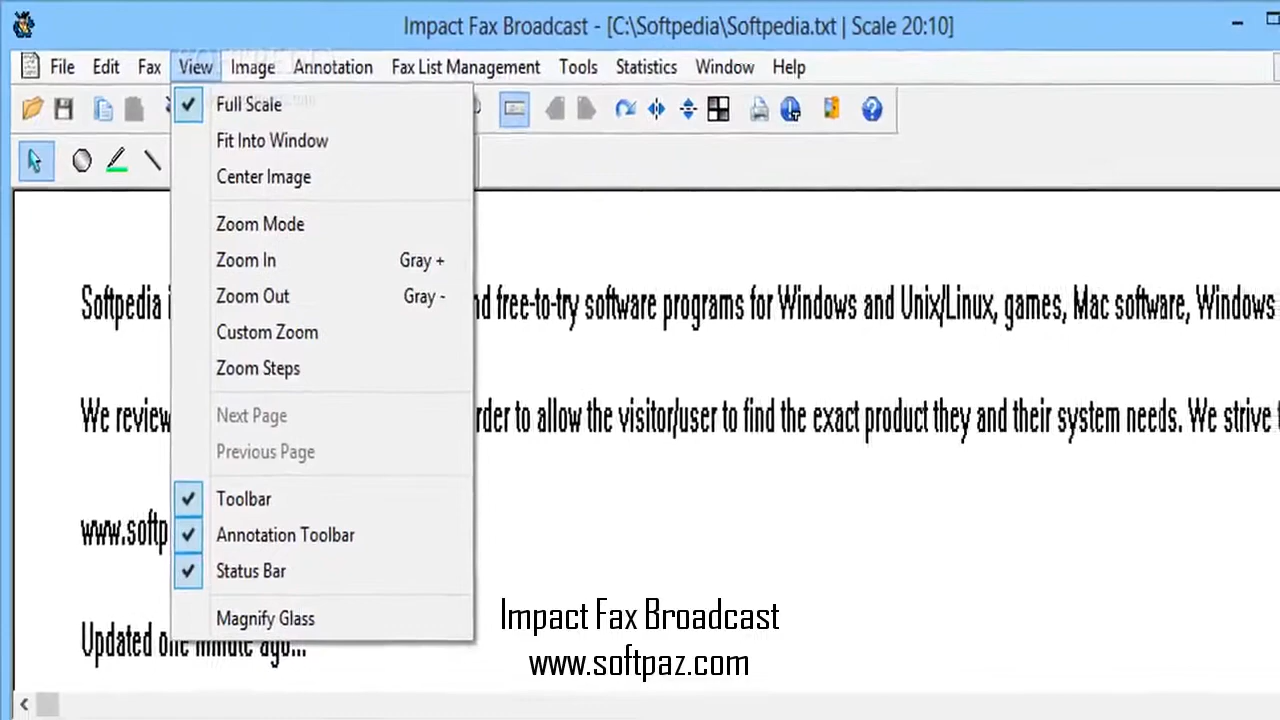 Impact Fax Broadcast - [C:\Softpedia\Softpedia.txt | Scale 20:10]
File Edit Fax View Image Annotation Fax List Management Tools Statistics Window Help
Full Scale
Fit Into Window
Center Image
Zoom Mode
Zoom In Gray +
Zoom Out Gray -
Custom Zoom
Zoom Steps
Next Page
Previous Page
Toolbar
Annotation Toolbar
Status Bar
Magnify Glass
Softpedia free-to-try software programs for Windows and Unix/Linux, games, Mac software, Windows
We review to allow the visitor/user to find the exact product they and their system needs. We strive
www.softp
Updated one minute ago...
Impact Fax Broadcast
www.softpaz.com